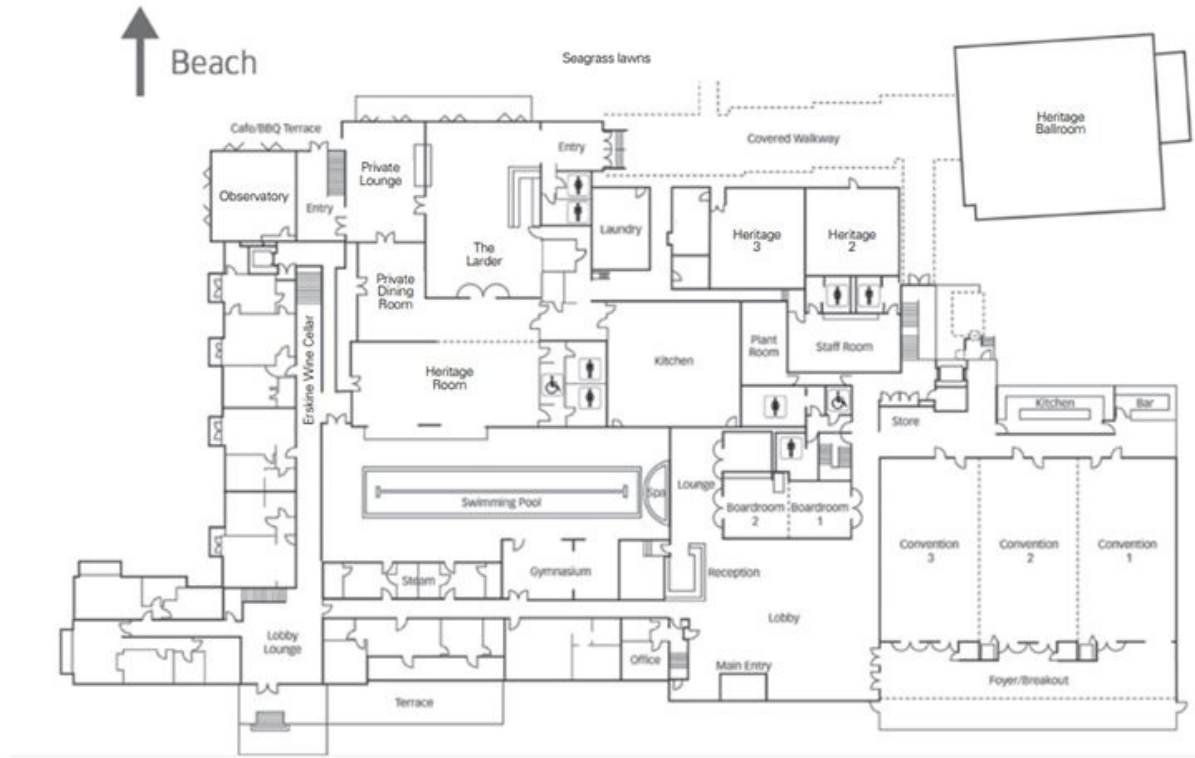 Beach
Seagrass lawns
Heritage
Ballroom
Cafe/BBQ Terrace
Covered Walkway
Entry
Private
Lounge
Observatory
Entry
Laundry
Heritage
3
Heritage
2
The
Larder
Private
Dining
Room
Erskine Wine Cellar
Plant
Room
Staff Room
Kitchen
Heritage
Room
Kitchen
Bar
Store
Lounge
Spa
Swimming Pool
Boardroom
2
Boardroom
1
Convention
3
Convention
2
Convention
1
Gymnasium
Steam
Reception
Lobby
Lobby
Lounge
Office
Main Entry
Foyer/Breakout
Terrace